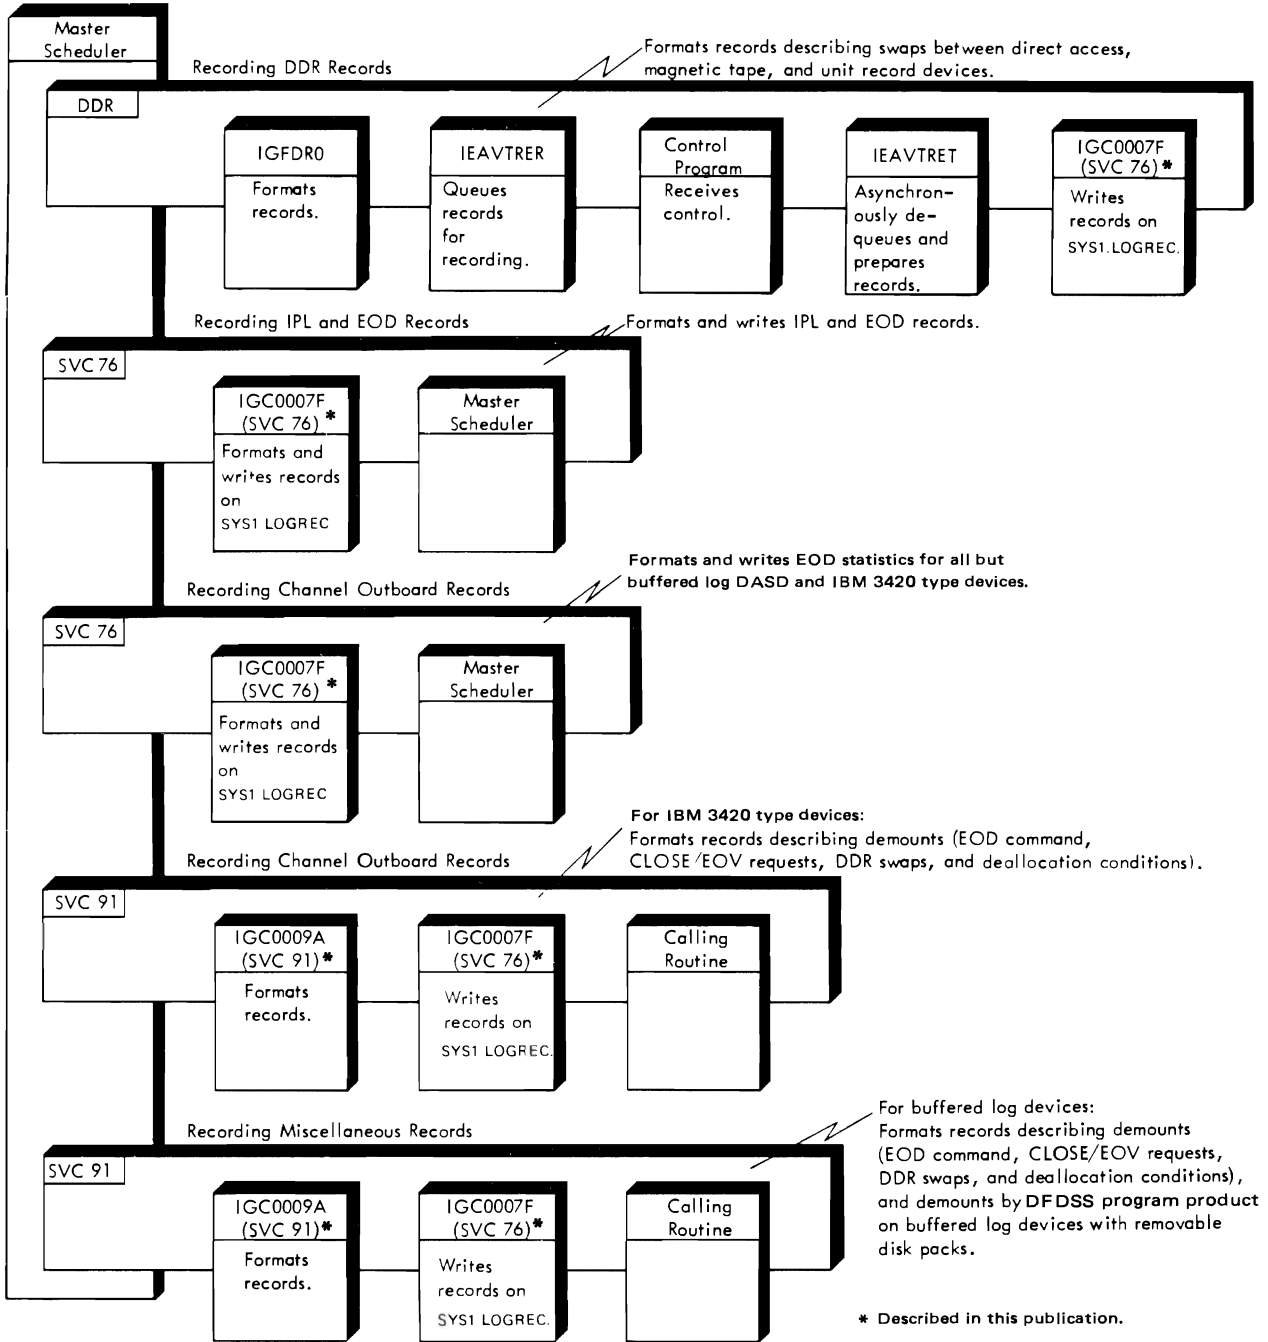 Master
Scheduler
Recording DDR Records
Formats records describing swaps between direct access,
magnetic tape, and unit record devices.
DDR
IGFDR0
Formats
records.
IEAVTRER
Queues
records
for
recording.
Control
Program
Receives
control.
IEAVTRET
Asynchron-
ously de-
queues and
prepares
records.
IGC0007F
(SVC 76) *
Writes
records on
SYS1.LOGREC.
Recording IPL and EOD Records
Formats and writes IPL and EOD records.
SVC 76
IGC0007F
(SVC 76) *
Formats and
writes records
on
SYS1 LOGREC
Master
Scheduler
Recording Channel Outboard Records
Formats and writes EOD statistics for all but
buffered log DASD and IBM 3420 type devices.
SVC 76
IGC0007F
(SVC 76) *
Formats and
writes records
on
SYS1 LOGREC
Master
Scheduler
Recording Channel Outboard Records
For IBM 3420 type devices:
Formats records describing demounts (EOD command,
CLOSE/EOV requests, DDR swaps, and deallocation conditions).
SVC 91
IGC0009A
(SVC 91)*
Formats
records.
IGC0007F
(SVC 76)*
Writes
records on
SYS1 LOGREC.
Calling
Routine
Recording Miscellaneous Records
For buffered log devices:
Formats records describing demounts
(EOD command, CLOSE/EOV requests,
DDR swaps, and deallocation conditions),
and demounts by DFDSS program product
on buffered log devices with removable
disk packs.
SVC 91
IGC0009A
(SVC 91)*
Formats
records.
IGC0007F
(SVC 76)*
Writes
records on
SYS1 LOGREC.
Calling
Routine
* Described in this publication.